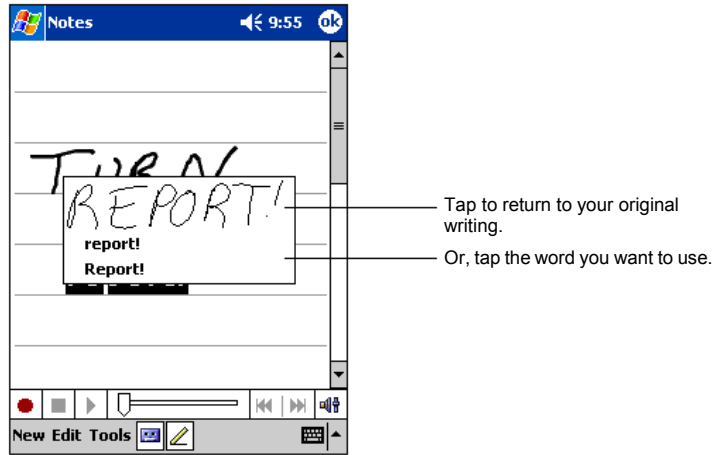 Notes 9:55 ok
TURN
REPORT!
report!
Report!
Tap to return to your original
writing.
Or, tap the word you want to use.
New Edit Tools